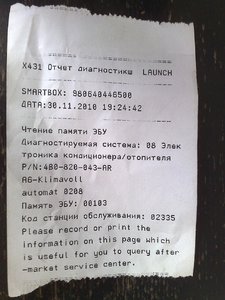 X431 Отчет диагностикш LAUNCH
SMARTBOX: 980640446500
ДАТА:30.11.2010 19:24:42
Чтение памяти ЭБУ
Диагностируемая система: 08 Элек
троника кондиционера/отопителя
P/N:4B0-820-043-AR
A6-Klimavoll
automat 0208
Память ЭБУ: 00103
Код станции обслуживания: 02335
Please record or print the
information on this page which
is useful for you to query after
-market service center.